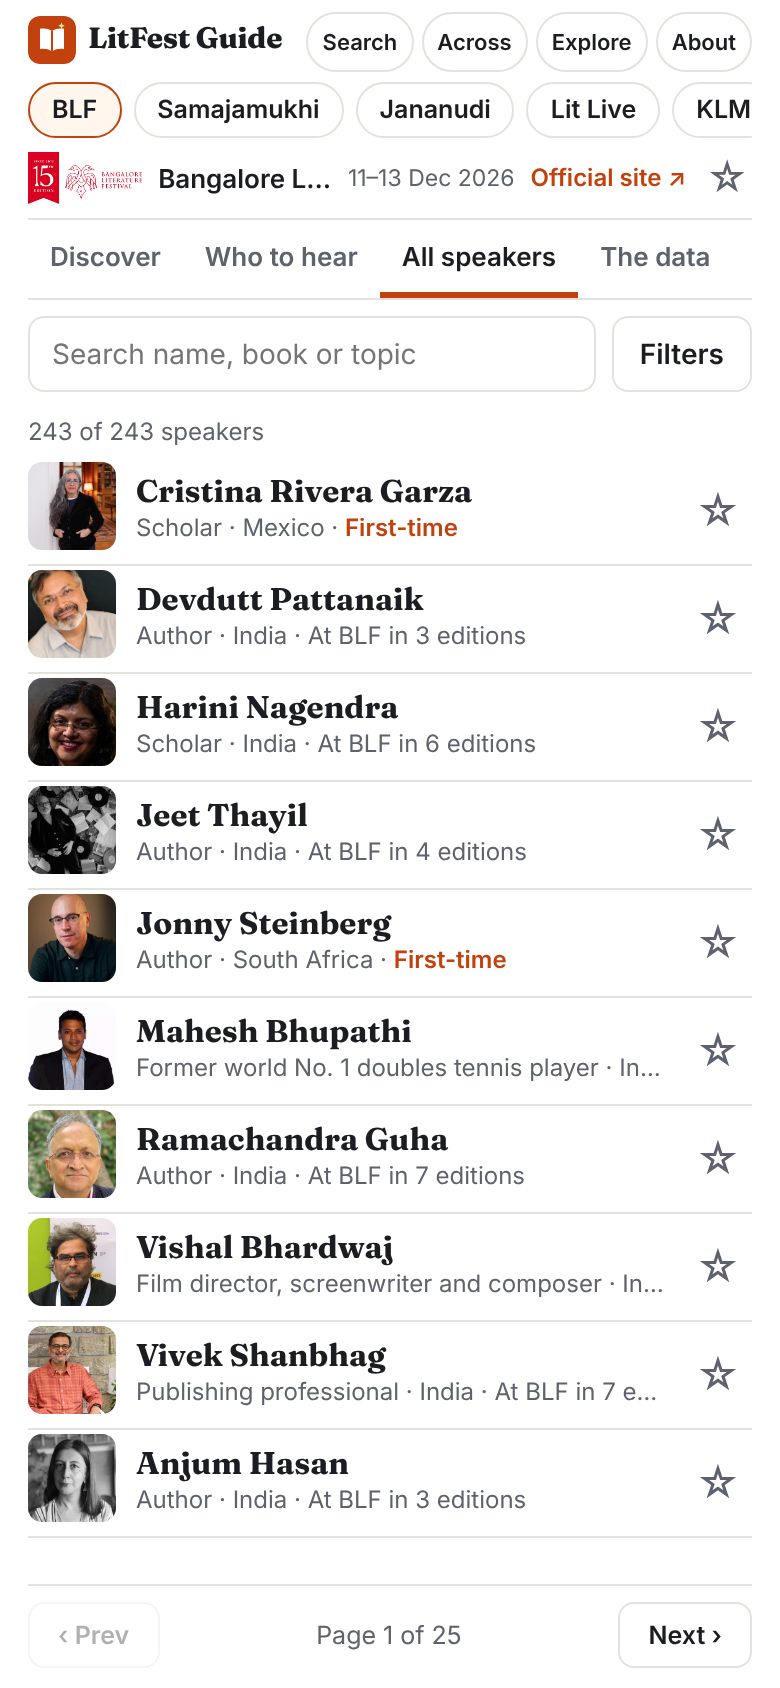 LitFest Guide
Search
Across
Explore
About
BLF
Samajamukhi
Jananudi
Lit Live
KLM
15
EDITION
BANGALORE
LITERATURE
FESTIVAL
Bangalore L...
11–13 Dec 2026
Official site ↗
Discover
Who to hear
All speakers
The data
Search name, book or topic
Filters
243 of 243 speakers
Cristina Rivera Garza
Scholar · Mexico · First-time
Devdutt Pattanaik
Author · India · At BLF in 3 editions
Harini Nagendra
Scholar · India · At BLF in 6 editions
Jeet Thayil
Author · India · At BLF in 4 editions
Jonny Steinberg
Author · South Africa · First-time
Mahesh Bhupathi
Former world No. 1 doubles tennis player · In...
Ramachandra Guha
Author · India · At BLF in 7 editions
Vishal Bhardwaj
Film director, screenwriter and composer · In...
Vivek Shanbhag
Publishing professional · India · At BLF in 7 e...
Anjum Hasan
Author · India · At BLF in 3 editions
‹ Prev
Page 1 of 25
Next ›